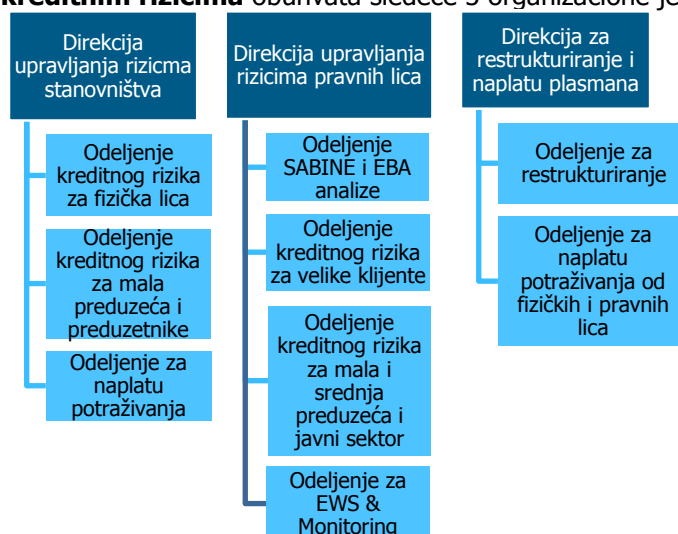 kreditnim rizicima obuhvata sledeće 3 organizacione je
Direkcija
upravljanja rizicma
stanovništva
Odeljenje
kreditnog rizika
za fizička lica
Odeljenje
kreditnog rizika
za mala
preduzeća i
preduzetnike
Odeljenje za
naplatu
potraživanja
Direkcija upravljanja
rizicima pravnih lica
Odeljenje
SABINE i EBA
analize
Odeljenje
kreditnog rizika
za velike klijente
Odeljenje
kreditnog rizika
za mala i
srednja
preduzeća i
javni sektor
Odeljenje za
EWS &
Monitoring
Direkcija za
restrukturiranje i
naplatu plasmana
Odeljenje za
restrukturiranje
Odeljenje za
naplatu
potraživanja od
fizičkih i pravnih
lica